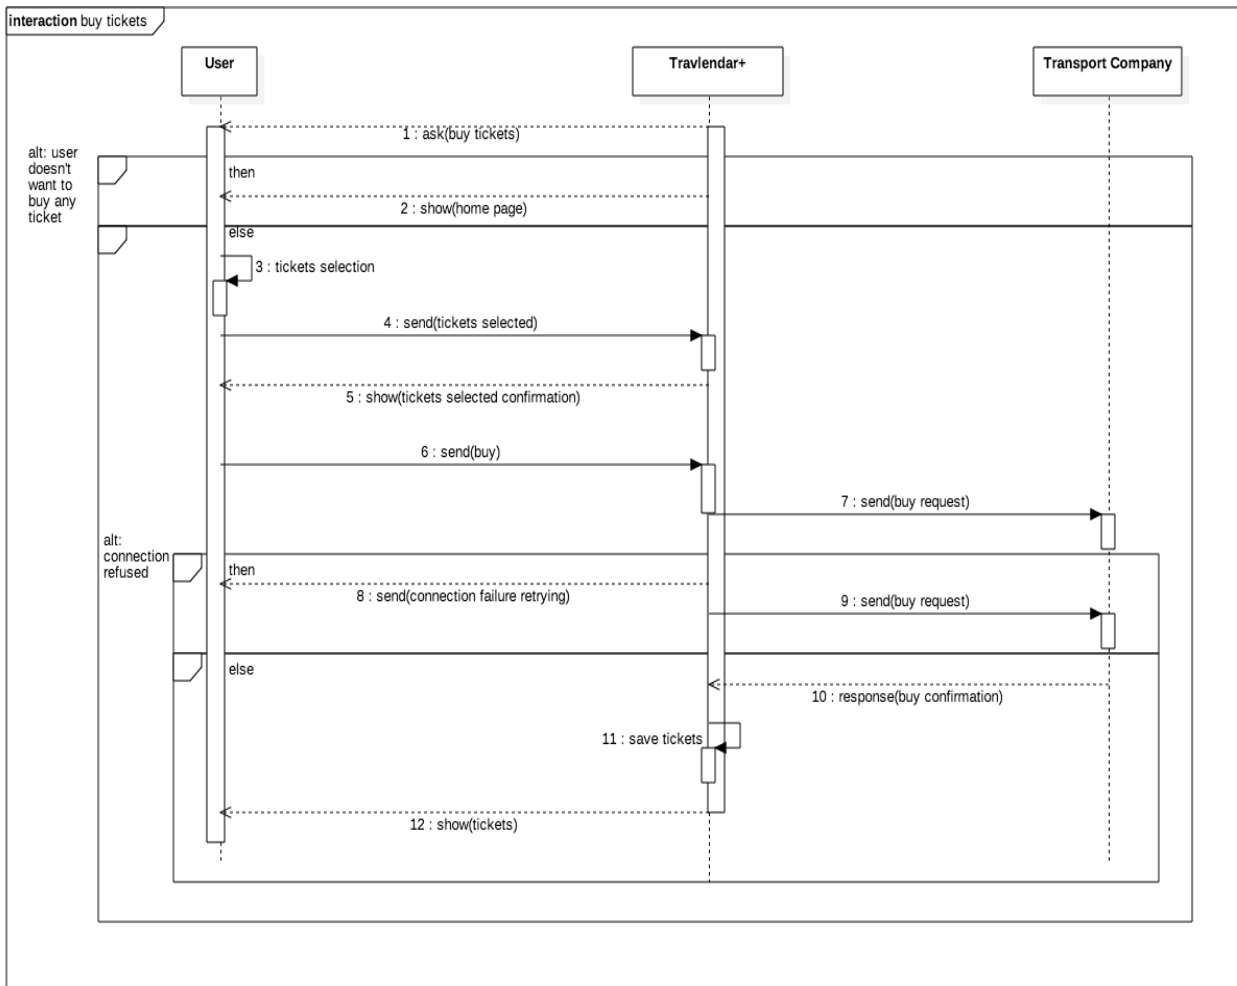 interaction buy tickets
User
Travlendar+
Transport Company
1 : ask(buy tickets)
alt: user
doesn't
want to
buy any
ticket
then
2 : show(home page)
else
3 : tickets selection
4 : send(tickets selected)
5 : show(tickets selected confirmation)
6 : send(buy)
7 : send(buy request)
alt:
connection
refused
then
8 : send(connection failure retrying)
9 : send(buy request)
else
10 : response(buy confirmation)
11 : save tickets
12 : show(tickets)